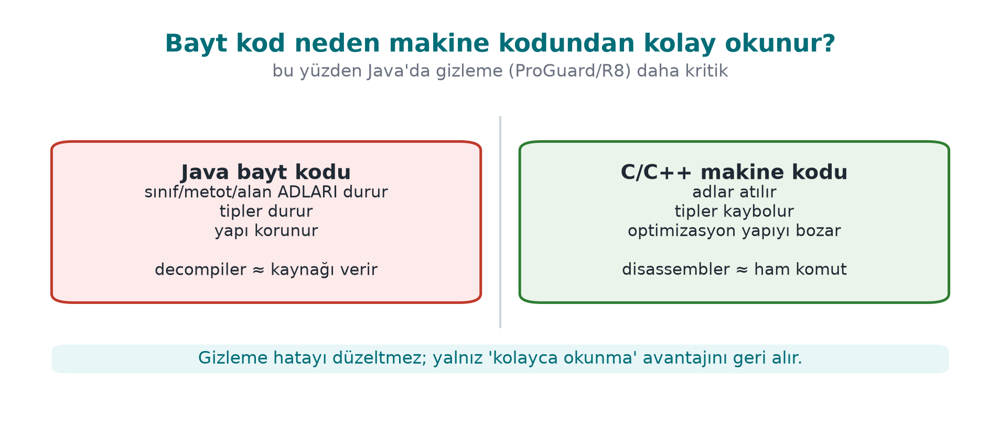 Bayt kod neden makine kodundan kolay okunur?
bu yüzden Java'da gizleme (ProGuard/R8) daha kritik
Java bayt kodu
sınıf/metot/alan ADLARI durur
tipler durur
yapı korunur
decompiler ≈ kaynağı verir
C/C++ makine kodu
adlar atılır
tipler kaybolur
optimizasyon yapıyı bozar
disassembler ≈ ham komut
Gizleme hatayı düzeltmez; yalnız 'kolayca okunma' avantajını geri alır.